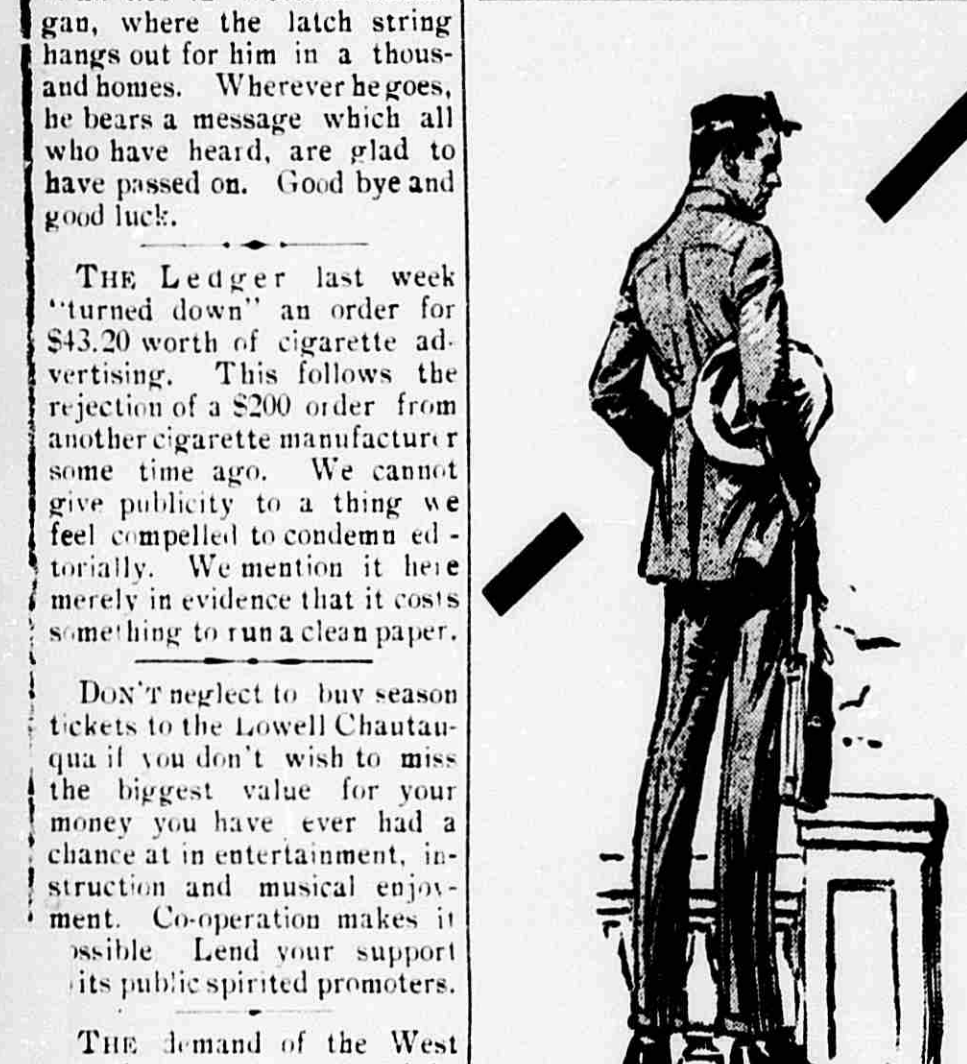 gan, where the latch string
hangs out for him in a thous-
and homes. Wherever he goes,
he bears a message which all
who have heard, are glad to
have passed on. Good bye and
good luck.
THE Ledger last week
"turned down" an order for
$43.20 worth of cigarette ad-
vertising. This follows the
rejection of a $200 order from
another cigarette manufacturer
some time ago. We cannot
give publicity to a thing we
feel compelled to condemn ed -
torially. We mention it here
merely in evidence that it costs
something to run a clean paper.
DON'T neglect to buy season
tickets to the Lowell Chautau-
qua if you don't wish to miss
the biggest value for your
money you have ever had a
chance at in entertainment, in-
struction and musical enjoy-
ment. Co-operation makes it
ossible Lend your support
its public spirited promoters.
THE demand of the West